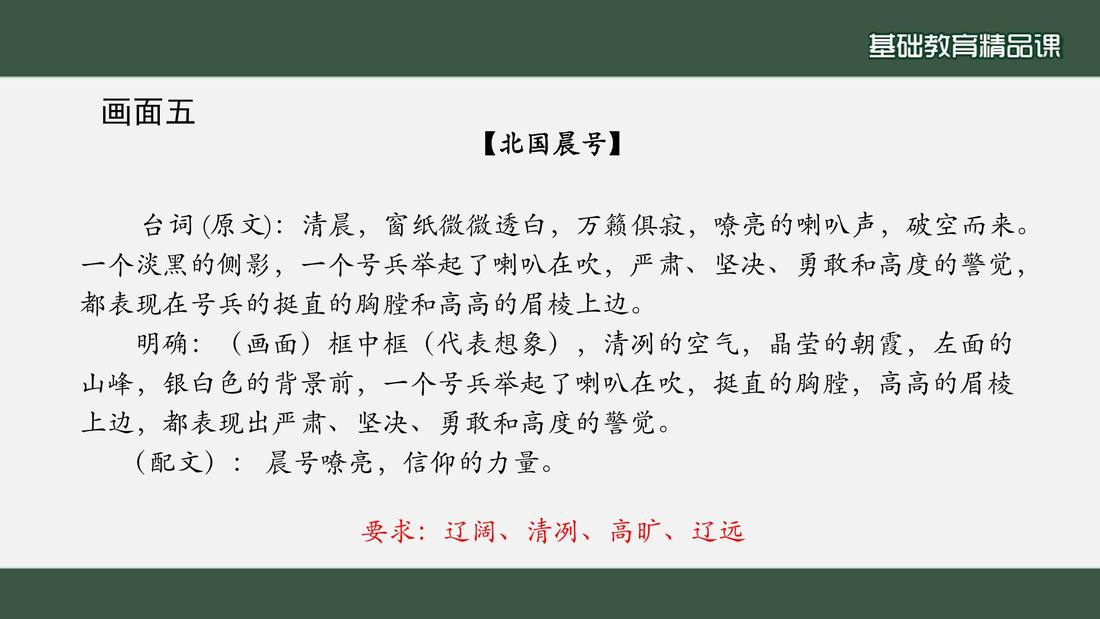 基础教育精品课
画面五
【北国晨号】
台词(原文)：清晨，窗纸微微透白，万籁俱寂，嘹亮的喇叭声，破空而来。
一个淡黑的侧影，一个号兵举起了喇叭在吹，严肃、坚决、勇敢和高度的警觉，
都表现在号兵的挺直的胸膛和高高的眉棱上边。
明确：（画面）框中框（代表想象），清冽的空气，晶莹的朝霞，左面的
山峰，银白色的背景前，一个号兵举起了喇叭在吹，挺直的胸膛，高高的眉棱
上边，都表现出严肃、坚决、勇敢和高度的警觉。
（配文）： 晨号嘹亮，信仰的力量。
要求：辽阔、清冽、高旷、辽远